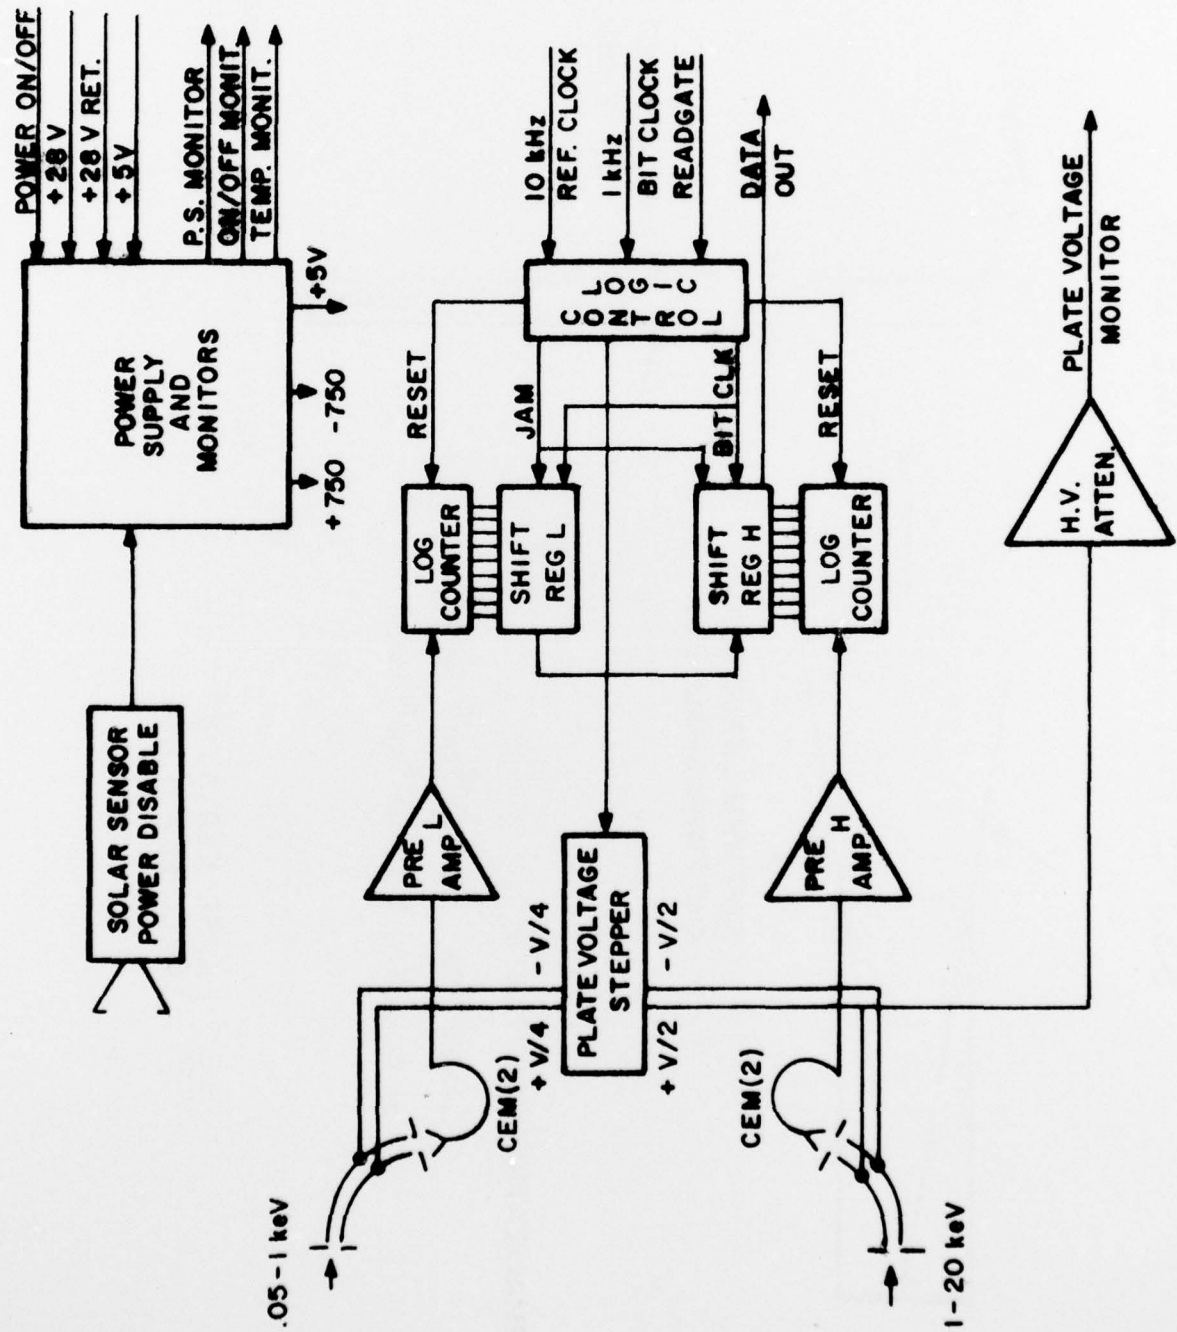 SOLAR SENSOR
POWER DISABLE
POWER
SUPPLY
AND
MONITORS
POWER ON/OFF
+28 V
+28 V RET.
+5V
P.S. MONITOR
ON/OFF MONIT
TEMP. MONIT.
+750
-750
+5V
.05-1 keV
CEM(2)
PRE L
AMP
LOG
COUNTER
SHIFT
REG L
RESET
JAM
LOGIC
CONTROL
10 kHz
REF. CLOCK
1 kHz
BIT CLOCK
READGATE
DATA
OUT
+ V/4
- V/4
PLATE VOLTAGE
STEPPER
+ V/2
- V/2
BIT CLK
SHIFT
REG H
LOG
COUNTER
RESET
CEM(2)
PRE H
AMP
1-20 keV
H.V.
ATTEN.
PLATE VOLTAGE
MONITOR